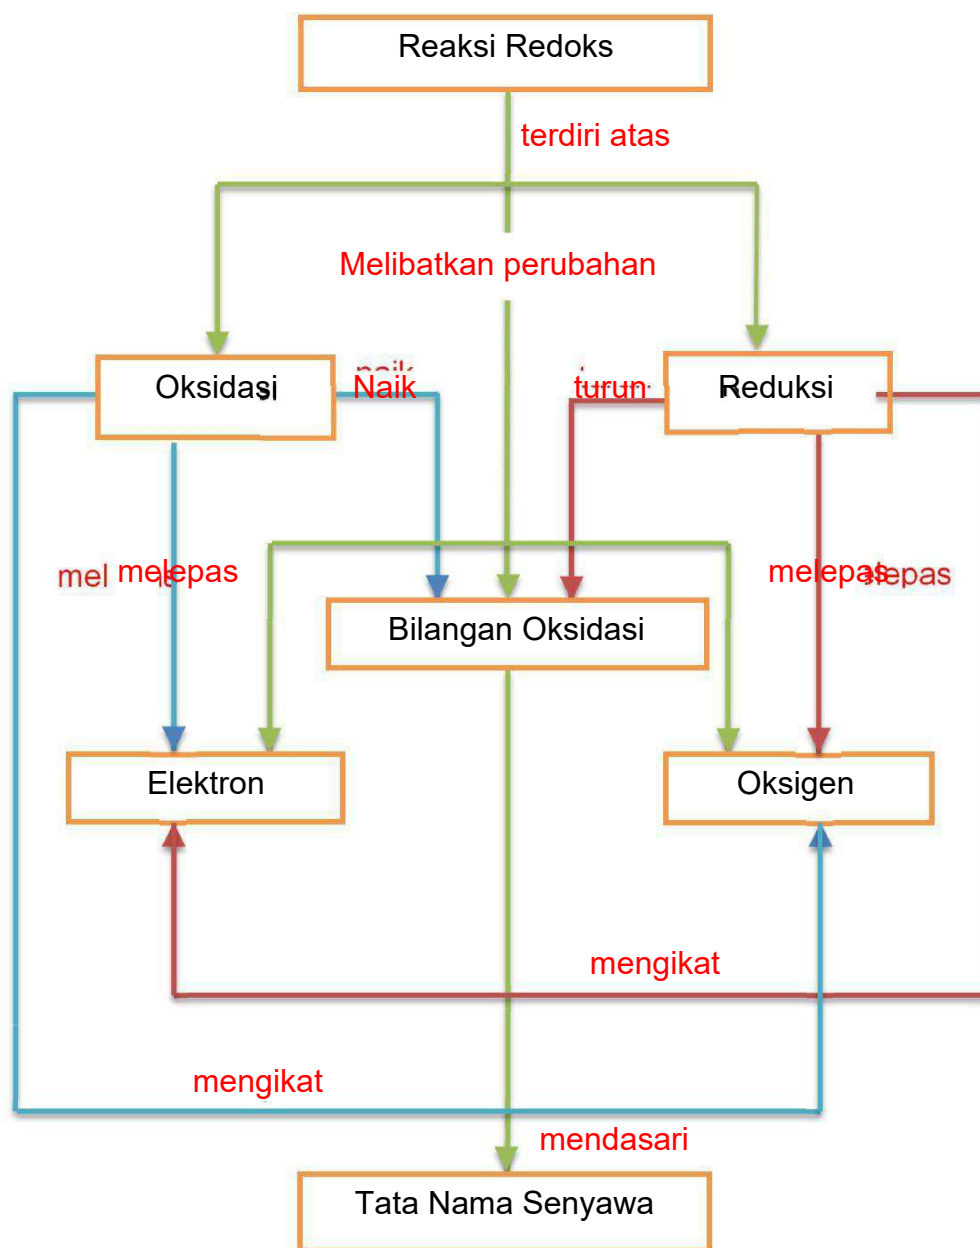 Reaksi Redoks
terdiri atas
Melibatkan perubahan
naik
Oksidasi
Naik
turun
Reduksi
melepas
melepas
Bilangan Oksidasi
Elektron
Oksigen
mengikat
mengikat
mendasari
Tata Nama Senyawa